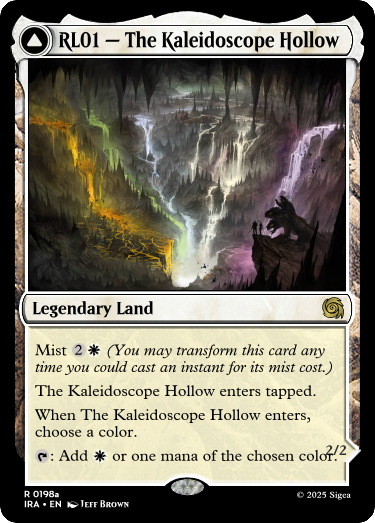 RL01 — The Kaleidoscope Hollow
Legendary Land
Mist 2 (You may transform this card any
time you could cast an instant for its mist cost.)
The Kaleidoscope Hollow enters tapped.
When The Kaleidoscope Hollow enters,
choose a color.
: Add or one mana of the chosen color.
2/2
R 0198a
IRA • EN Jeff Brown
© 2025 Sigea